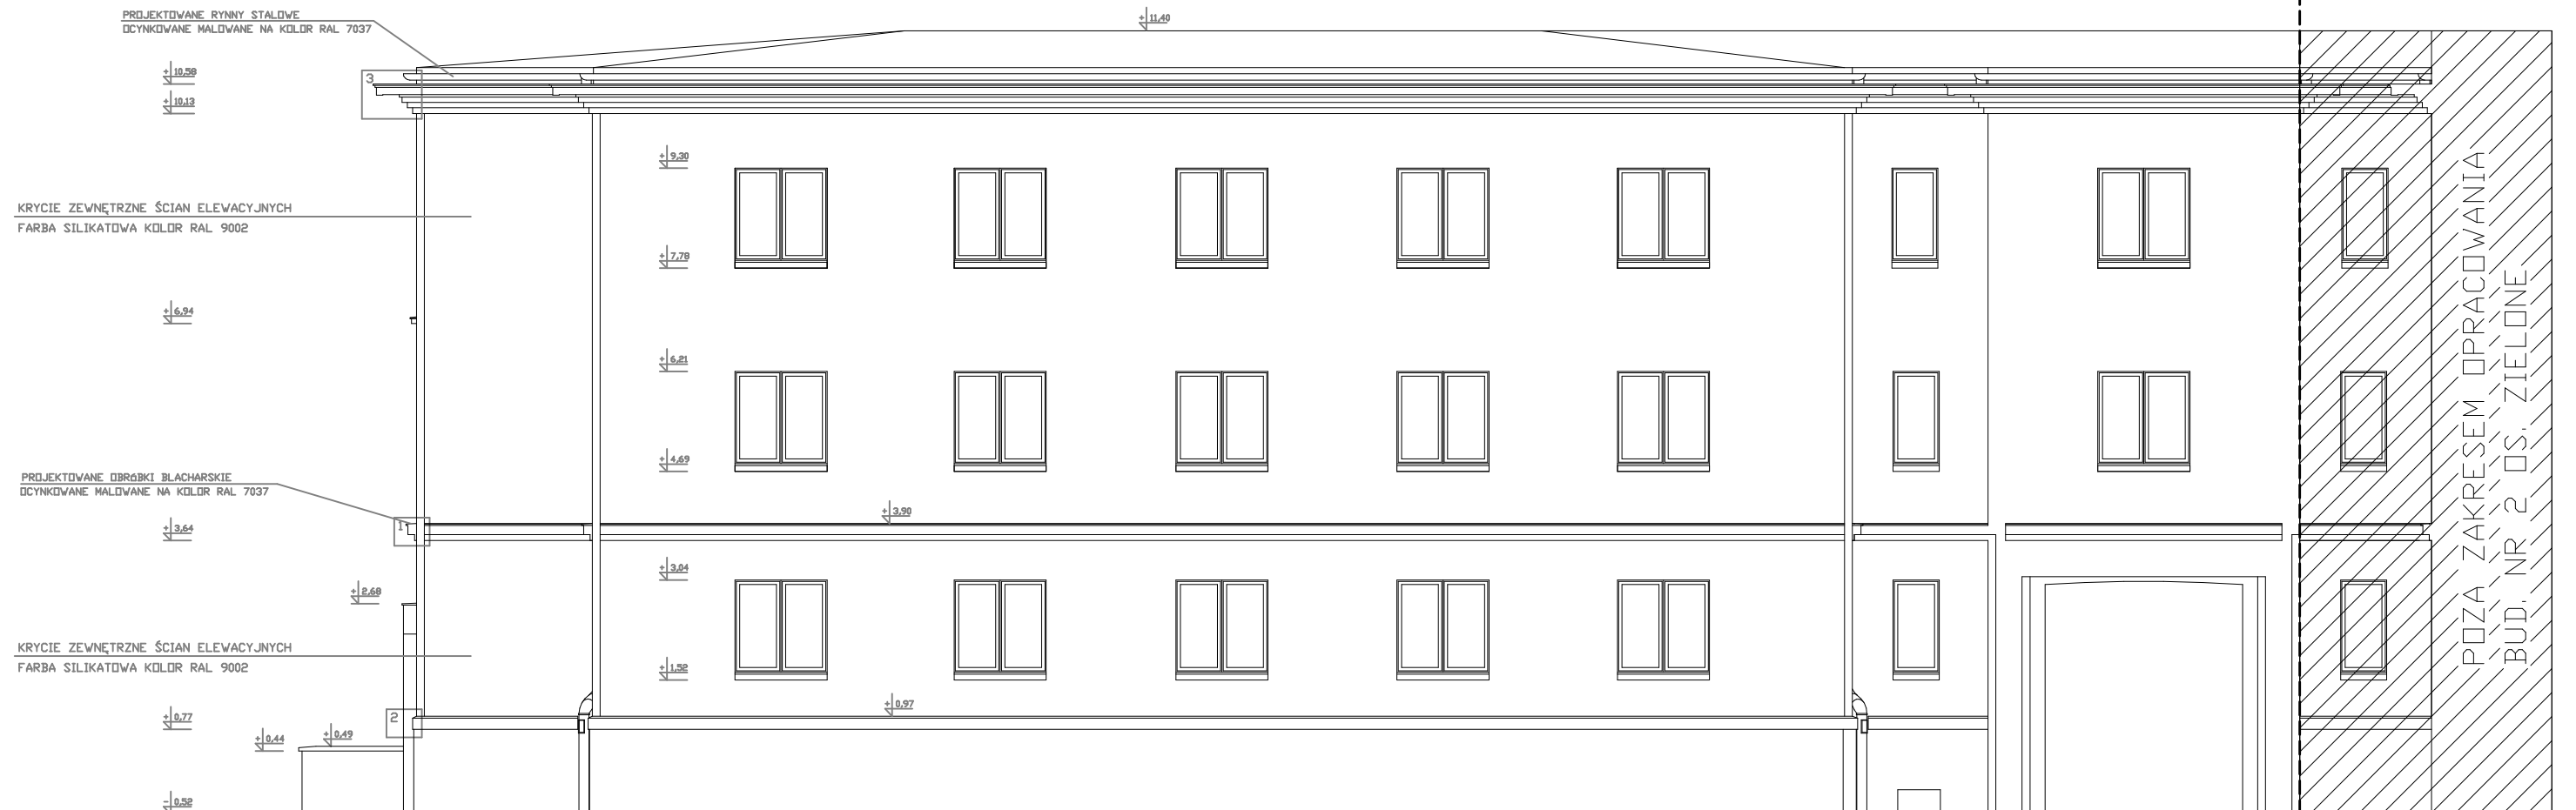 PROJEKTOWANE RYNNY STALOWE
OCYNKOWANE MALOWANE NA KOLOR RAL 7037
+ 11,40
+ 10,58
3
+ 10,13
+ 9,30
KRYCIE ZEWNĘTRZNE ŚCIAN ELEWACYJNYCH
FARBA SILIKATOWA KOLOR RAL 9002
+ 7,78
+ 6,94
+ 6,21
+ 4,69
PROJEKTOWANE OBRóBKI BLACHARSKIE
OCYNKOWANE MALOWANE NA KOLOR RAL 7037
+ 3,90
+ 3,64
1
+ 3,04
+ 2,68
KRYCIE ZEWNĘTRZNE ŚCIAN ELEWACYJNYCH
FARBA SILIKATOWA KOLOR RAL 9002
+ 1,52
+ 0,97
+ 0,77
2
+ 0,44
+ 0,49
- 0,52
POZA ZAKRESEM OPRACOWANIA
BUD. NR 2 OS. ZIELONE